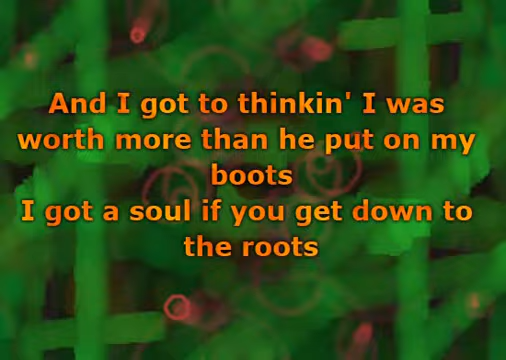 And I got to thinkin' I was
worth more than he put on my
boots
I got a soul if you get down to
the roots